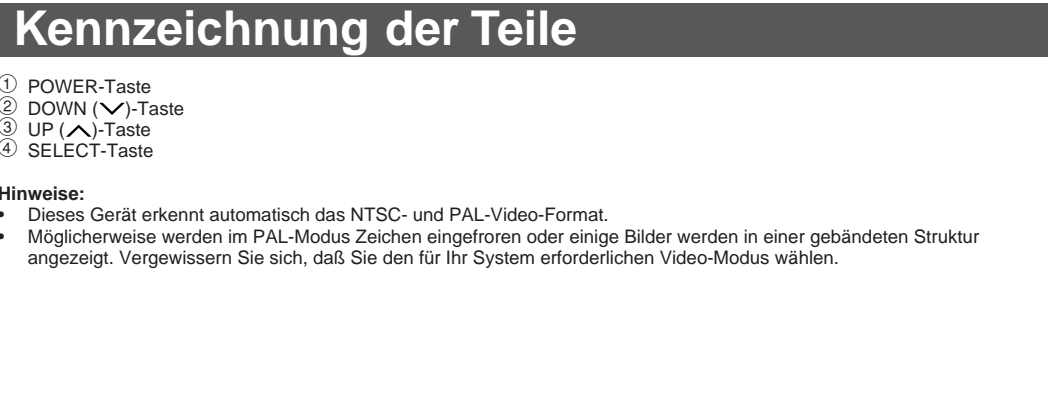 Kennzeichnung der Teile
① POWER-Taste
② DOWN (∨)-Taste
③ UP (∧)-Taste
④ SELECT-Taste
Hinweise:
• Dieses Gerät erkennt automatisch das NTSC- und PAL-Video-Format.
• Möglicherweise werden im PAL-Modus Zeichen eingefroren oder einige Bilder werden in einer gebändeten Struktur
angezeigt. Vergewissern Sie sich, daß Sie den für Ihr System erforderlichen Video-Modus wählen.